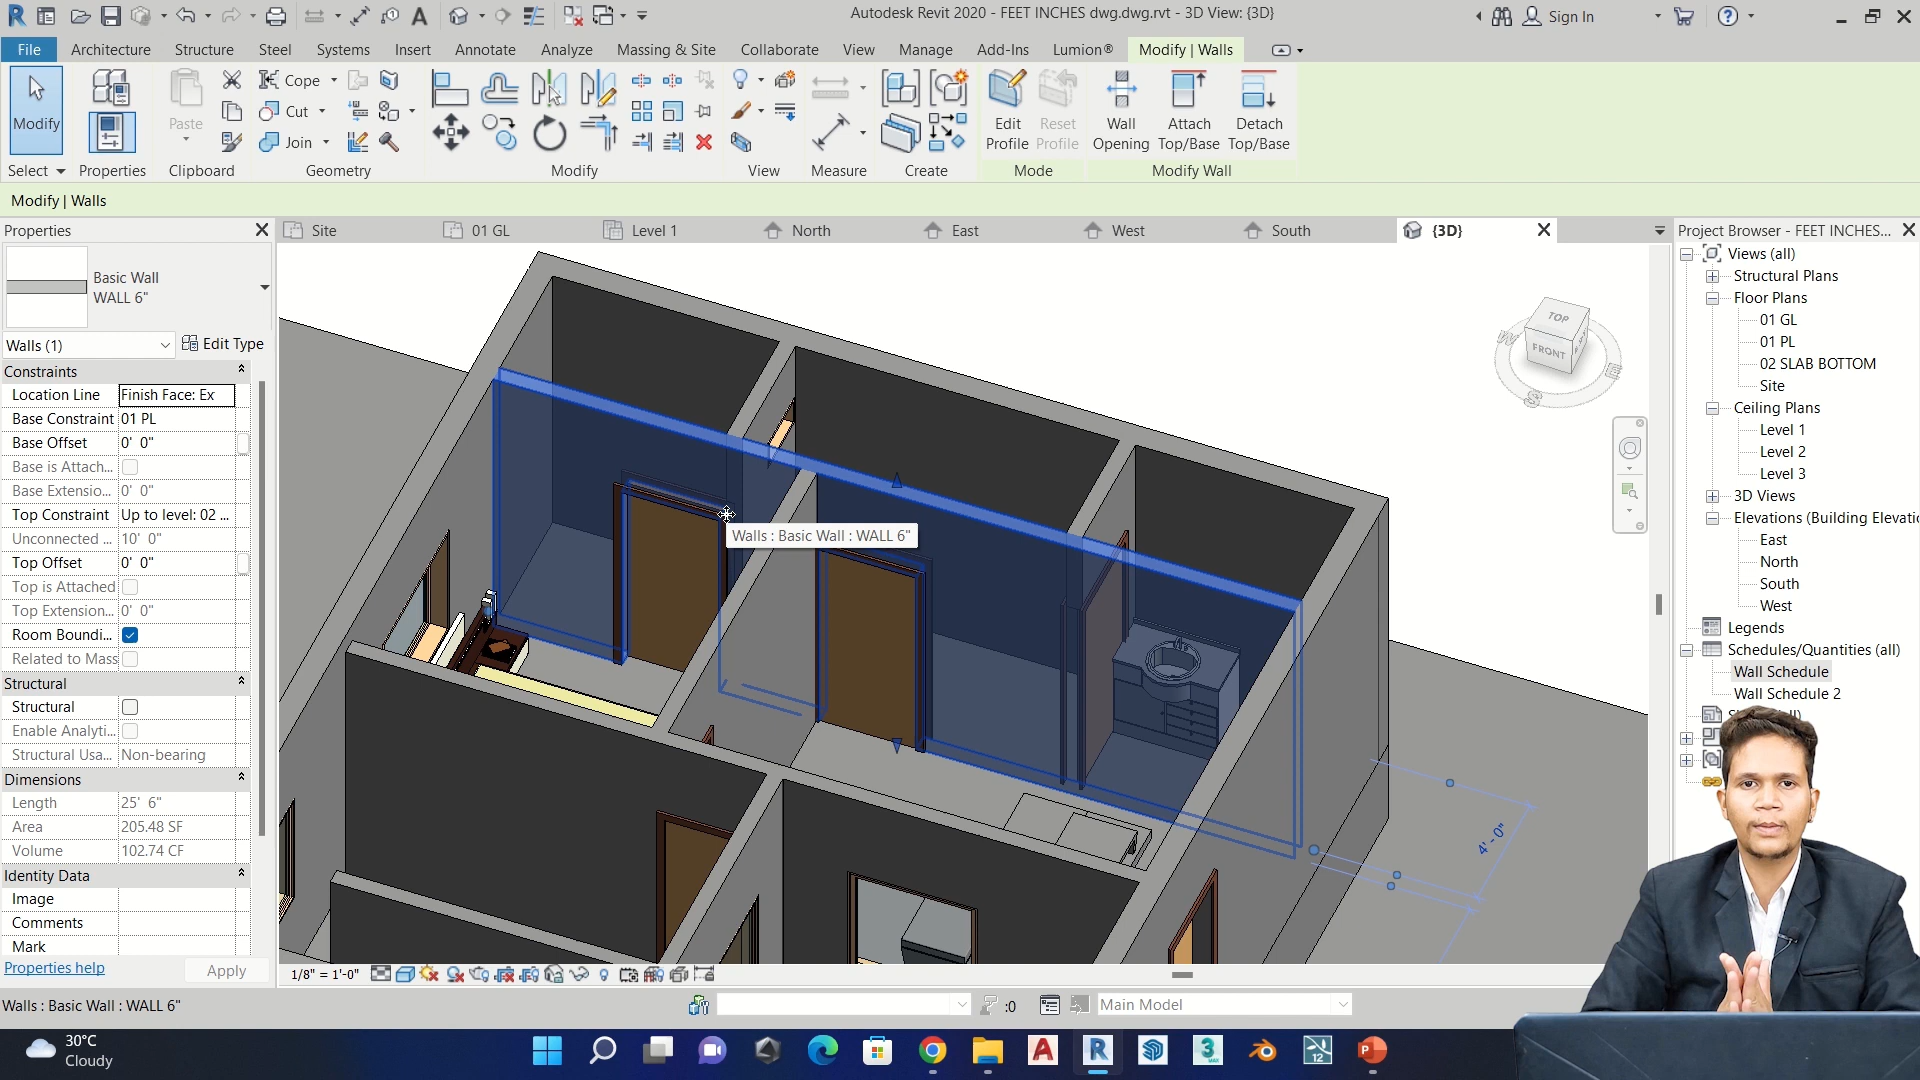 Autodesk Revit 2020 - FEET INCHES dwg.dwg.rvt - 3D View: {3D}
Sign In
File Architecture Structure Steel Systems Insert Annotate Analyze Massing & Site Collaborate View Manage Add-Ins Lumion® Modify | Walls
Modify
Paste
Cope
Cut
Join
Edit Profile
Reset Profile
Wall Opening
Attach Top/Base
Detach Top/Base
Select Properties Clipboard Geometry Modify View Measure Create Mode Modify Wall
Modify | Walls
Properties
Site 01 GL Level 1 North East West South {3D}
Project Browser - FEET INCHES...
Basic Wall
WALL 6"
Walls (1) Edit Type
Constraints
Location Line Finish Face: Ex
Base Constraint 01 PL
Base Offset 0' 0"
Base is Attach...
Base Extensio... 0' 0"
Top Constraint Up to level: 02 ...
Unconnected ... 10' 0"
Top Offset 0' 0"
Top is Attached
Top Extension... 0' 0"
Room Boundi...
Related to Mass
Structural
Structural
Enable Analyti...
Structural Usa... Non-bearing
Dimensions
Length 25' 6"
Area 205.48 SF
Volume 102.74 CF
Identity Data
Image
Comments
Mark
Properties help Apply
Walls : Basic Wall : WALL 6"
TOP
FRONT
W
S
E
4' - 0"
Views (all)
Structural Plans
Floor Plans
01 GL
01 PL
02 SLAB BOTTOM
Site
Ceiling Plans
Level 1
Level 2
Level 3
3D Views
Elevations (Building Elevatio
East
North
South
West
Legends
Schedules/Quantities (all)
Wall Schedule
Wall Schedule 2
1/8" = 1'-0"
Walls : Basic Wall : WALL 6"
:0
Main Model
30°C
Cloudy